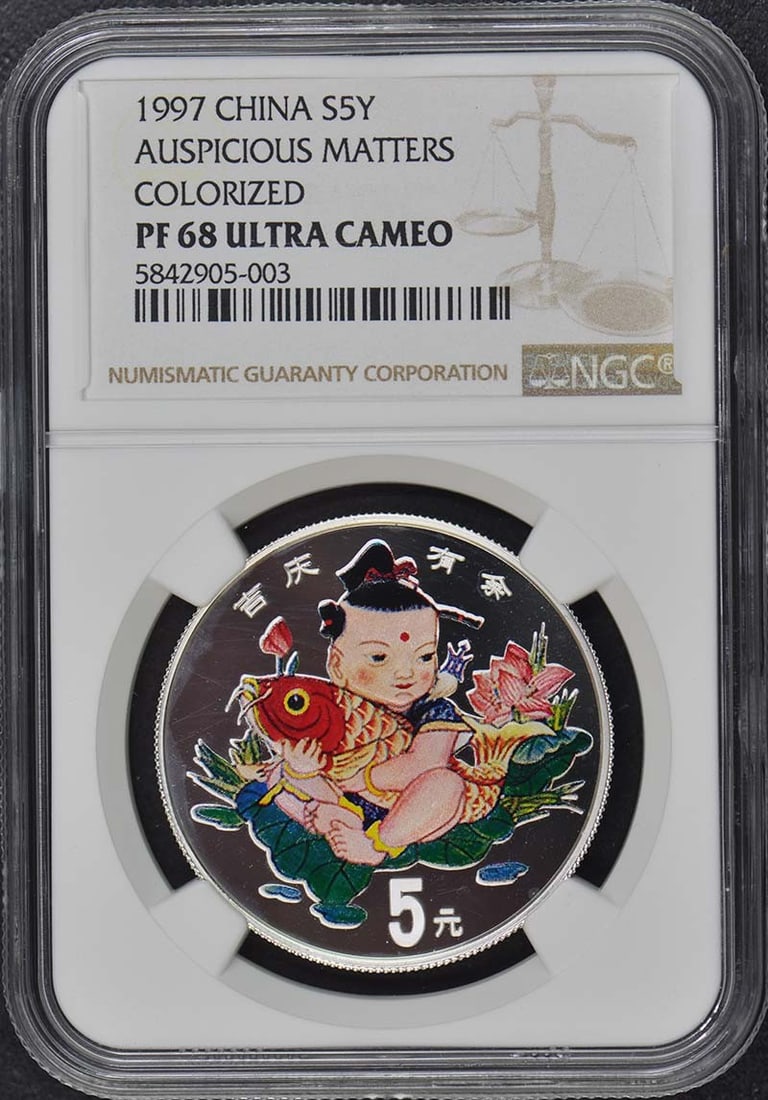 1997 CHINA S5Y
AUSPICIOUS MATTERS
COLORIZED
PF 68 ULTRA CAMEO
5842905-003
NUMISMATIC GUARANTY CORPORATION
NGC®
吉庆有余
5元